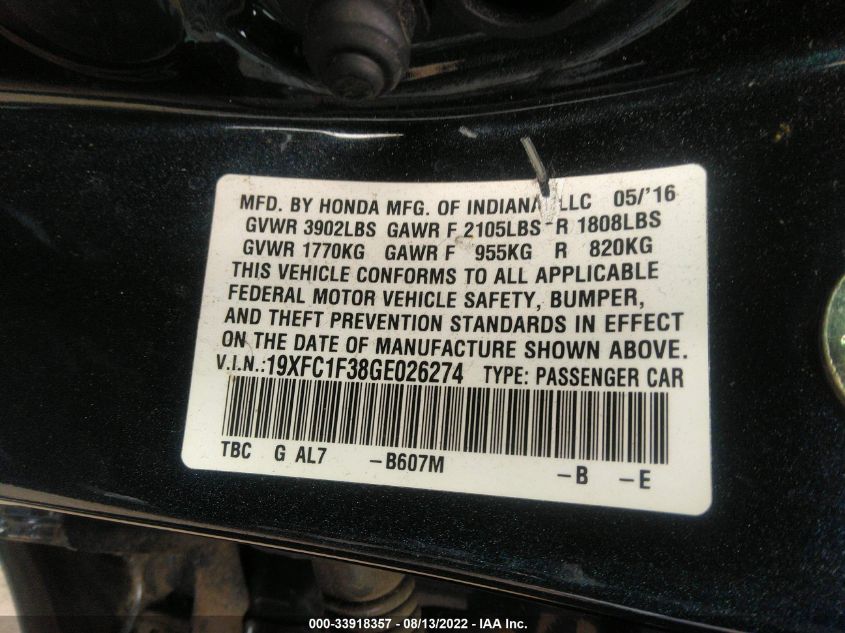 MFD. BY HONDA MFG. OF INDIANA, LLC 05/'16
GVWR 3902LBS GAWR F 2105LBS R 1808LBS
GVWR 1770KG GAWR F 955KG R 820KG
THIS VEHICLE CONFORMS TO ALL APPLICABLE
FEDERAL MOTOR VEHICLE SAFETY, BUMPER,
AND THEFT PREVENTION STANDARDS IN EFFECT
ON THE DATE OF MANUFACTURE SHOWN ABOVE.
V.I.N.:19XFC1F38GE026274 TYPE: PASSENGER CAR
TBC G AL7 -B607M -B -E
000-33918357 - 08/13/2022 - IAA Inc.